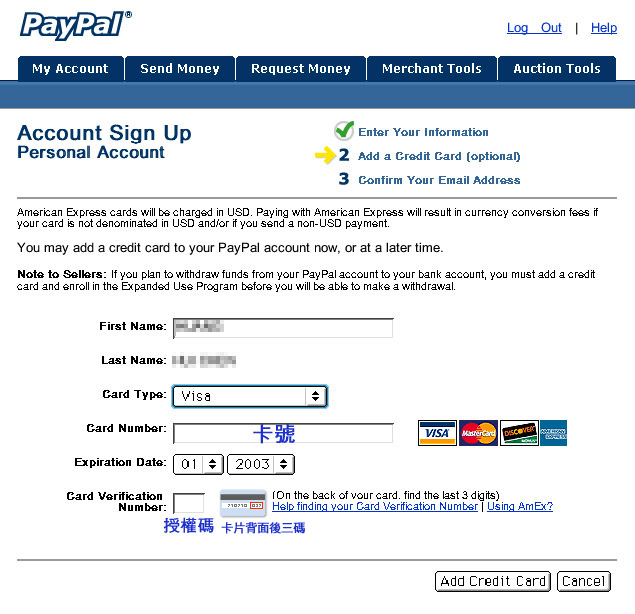 PayPal®
Log Out | Help
My Account Send Money Request Money Merchant Tools Auction Tools
Account Sign Up
Personal Account
Enter Your Information
2 Add a Credit Card (optional)
3 Confirm Your Email Address
American Express cards will be charged in USD. Paying with American Express will result in currency conversion fees if
your card is not denominated in USD and/or if you send a non-USD payment.
You may add a credit card to your PayPal account now, or at a later time.
Note to Sellers: If you plan to withdraw funds from your PayPal account to your bank account, you must add a credit
card and enroll in the Expanded Use Program before you will be able to make a withdrawal.
First Name:
Last Name:
Card Type: Visa
Card Number: 卡號 VISA MasterCard DISCOVER AMERICAN EXPRESS
Expiration Date: 01 2003
Card Verification
Number:
(On the back of your card, find the last 3 digits)
Help finding your Card Verification Number | Using AmEx?
授權碼 卡片背面後三碼
Add Credit Card Cancel